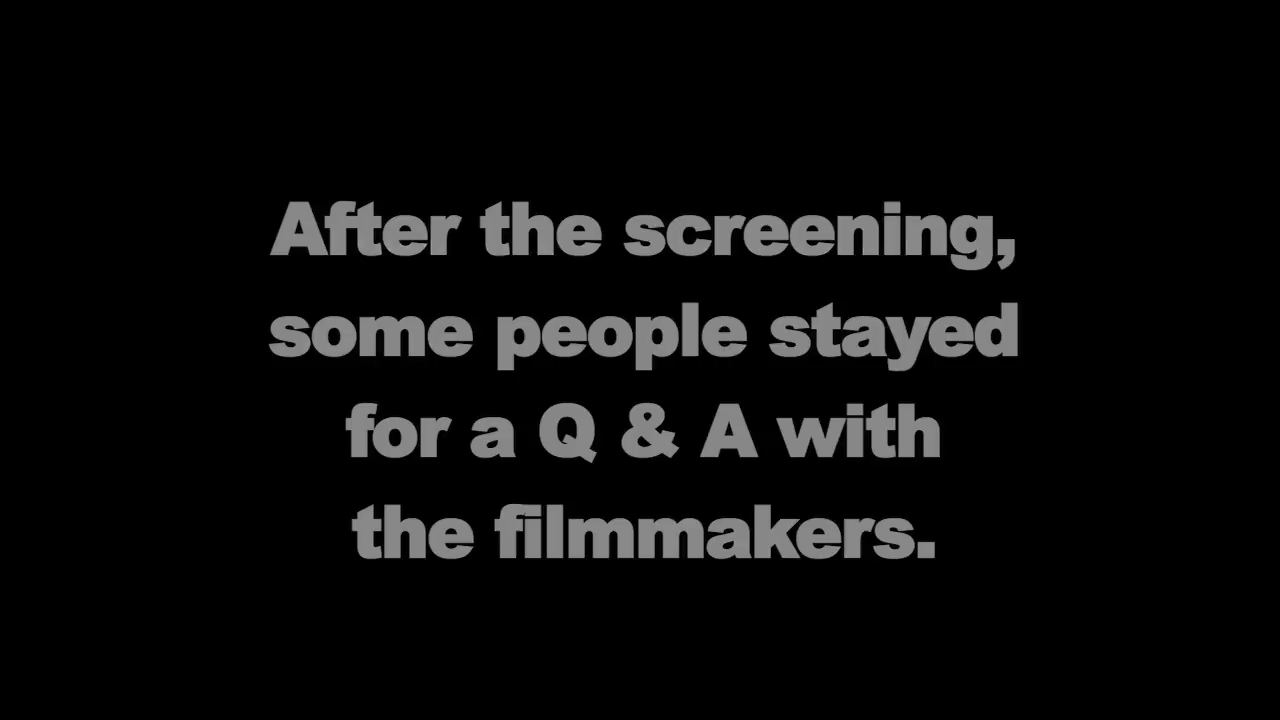 After the screening,
some people stayed
for a Q & A with
the filmmakers.